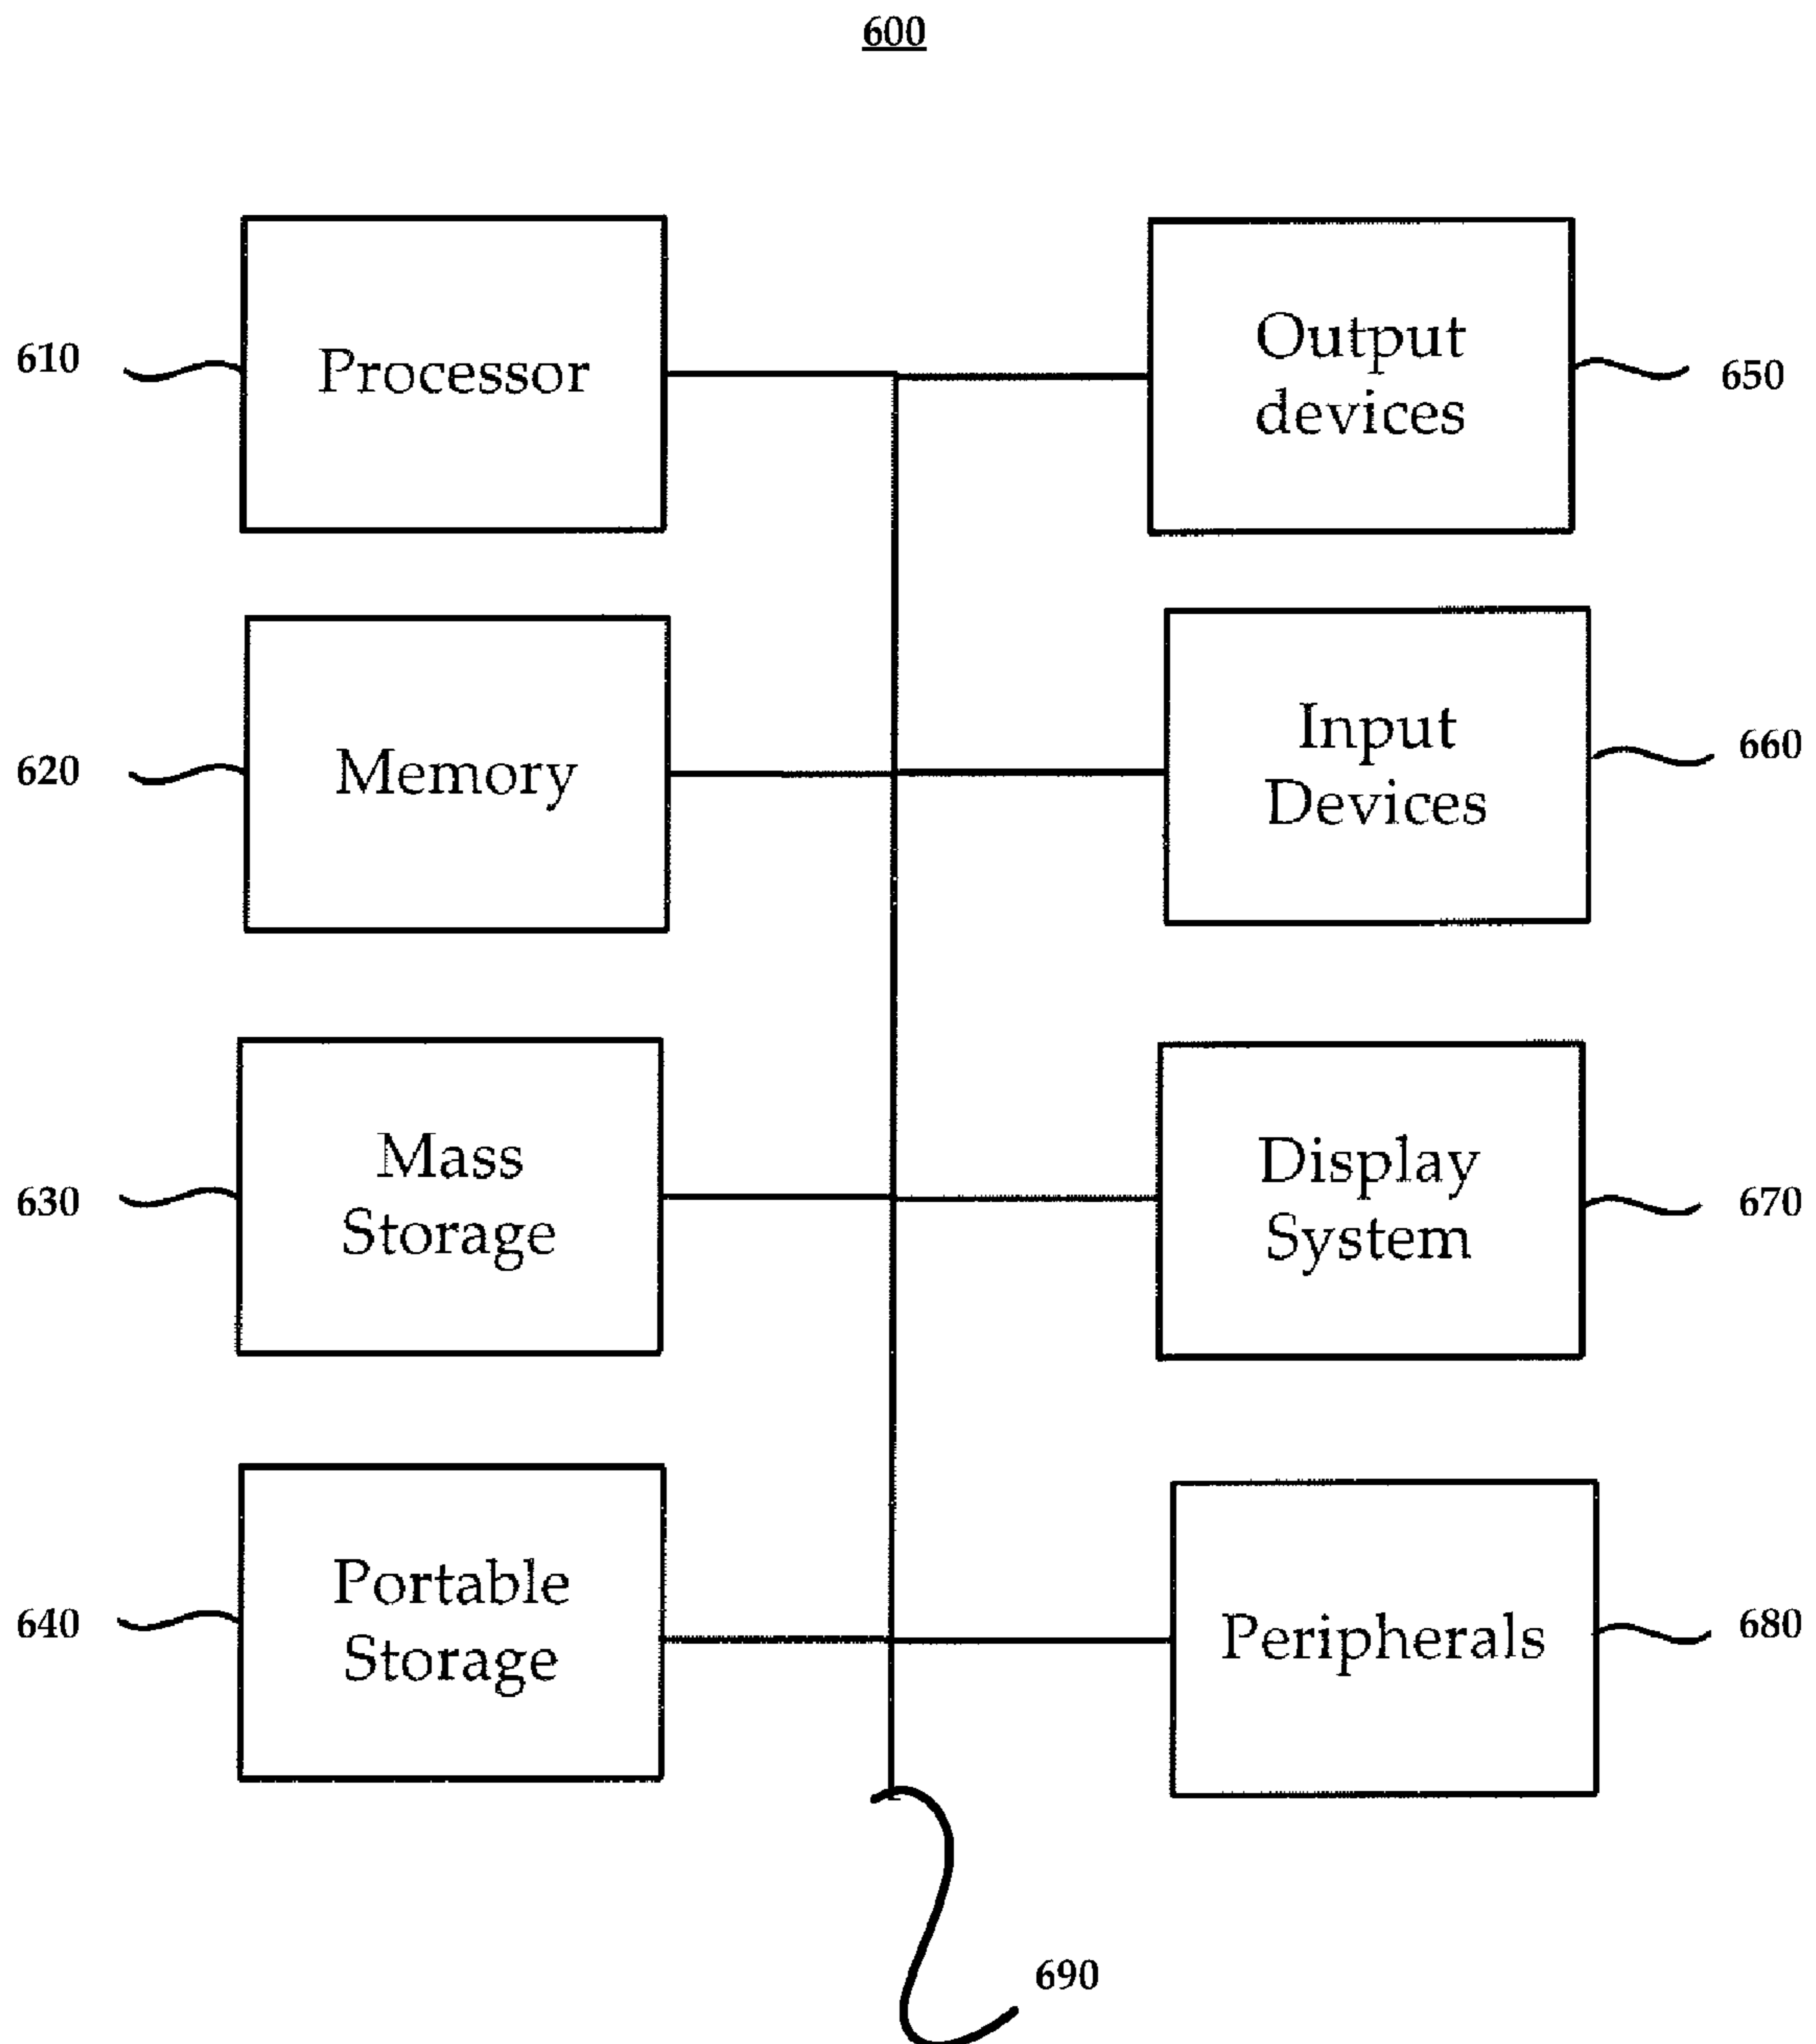 600
610
Processor
Output
devices
650
620
Memory
Input
Devices
660
630
Mass
Storage
Display
System
670
640
Portable
Storage
Peripherals
680
690